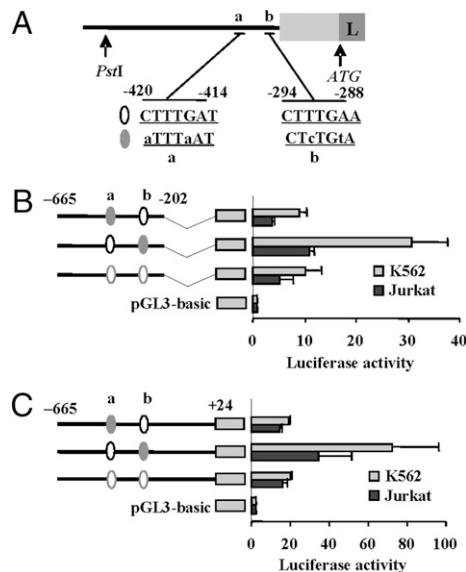 A
a b
L
PstI
ATG
-420 -414 -294 -288
CTTTGAT CTTTGAA
aTTTaAT CTcTGtA
a b
B
a b
−665 -202
K562
Jurkat
pGL3-basic
0 10 20 30 40
Luciferase activity
C
−665 a b +24
K562
Jurkat
pGL3-basic
0 20 40 60 80 100
Luciferase activity